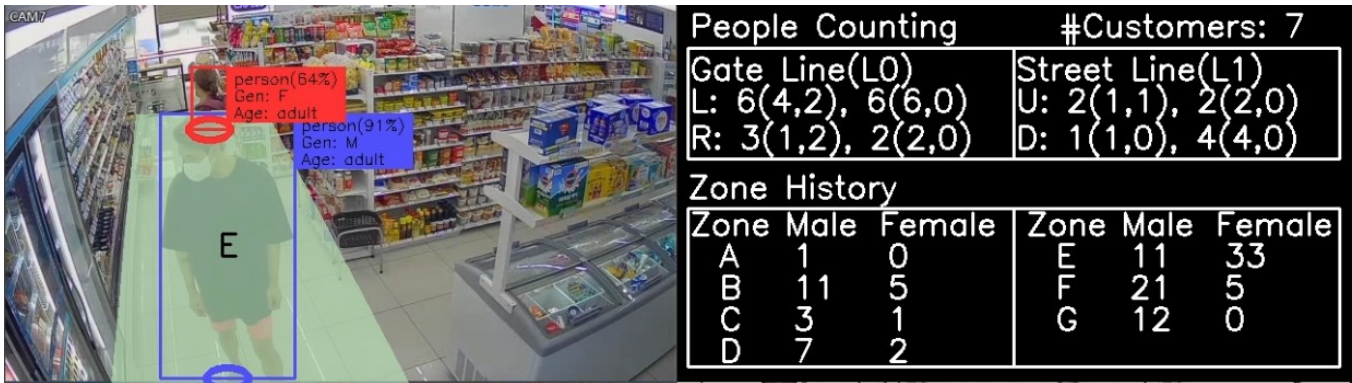 CAM7
person(64%)
Gen: F
Age: adult
person(91%)
Gen: M
Age: adult
E
People Counting #Customers: 7
Gate Line(L0) Street Line(L1)
L: 6(4,2), 6(6,0) U: 2(1,1), 2(2,0)
R: 3(1,2), 2(2,0) D: 1(1,0), 4(4,0)
Zone History
Zone Male Female Zone Male Female
A 1 0 E 11 33
B 11 5 F 21 5
C 3 1 G 12 0
D 7 2